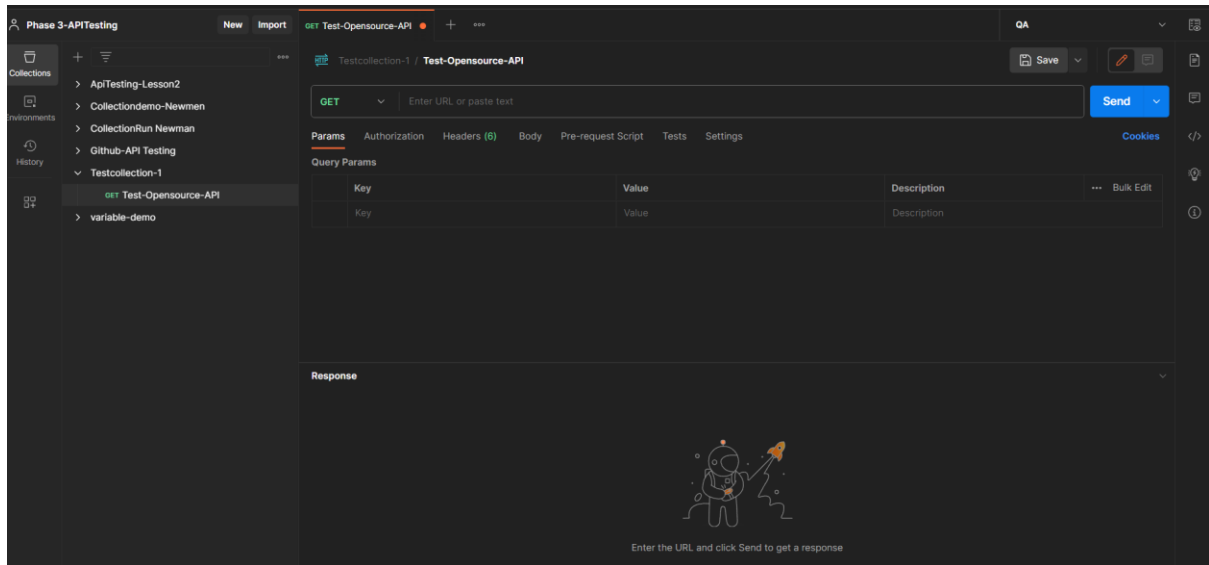 Phase 3-APITesting New Import GET Test-Opensource-API QA
Collections
Testcollection-1 / Test-Opensource-API Save
ApiTesting-Lesson2
Collectiondemo-Newmen
GET Enter URL or paste text Send
Environments
CollectionRun Newman
Params Authorization Headers (6) Body Pre-request Script Tests Settings Cookies
Github-API Testing
History
Query Params
Testcollection-1
Key Value Description Bulk Edit
GET Test-Opensource-API
Key Value Description
variable-demo
Response
Enter the URL and click Send to get a response